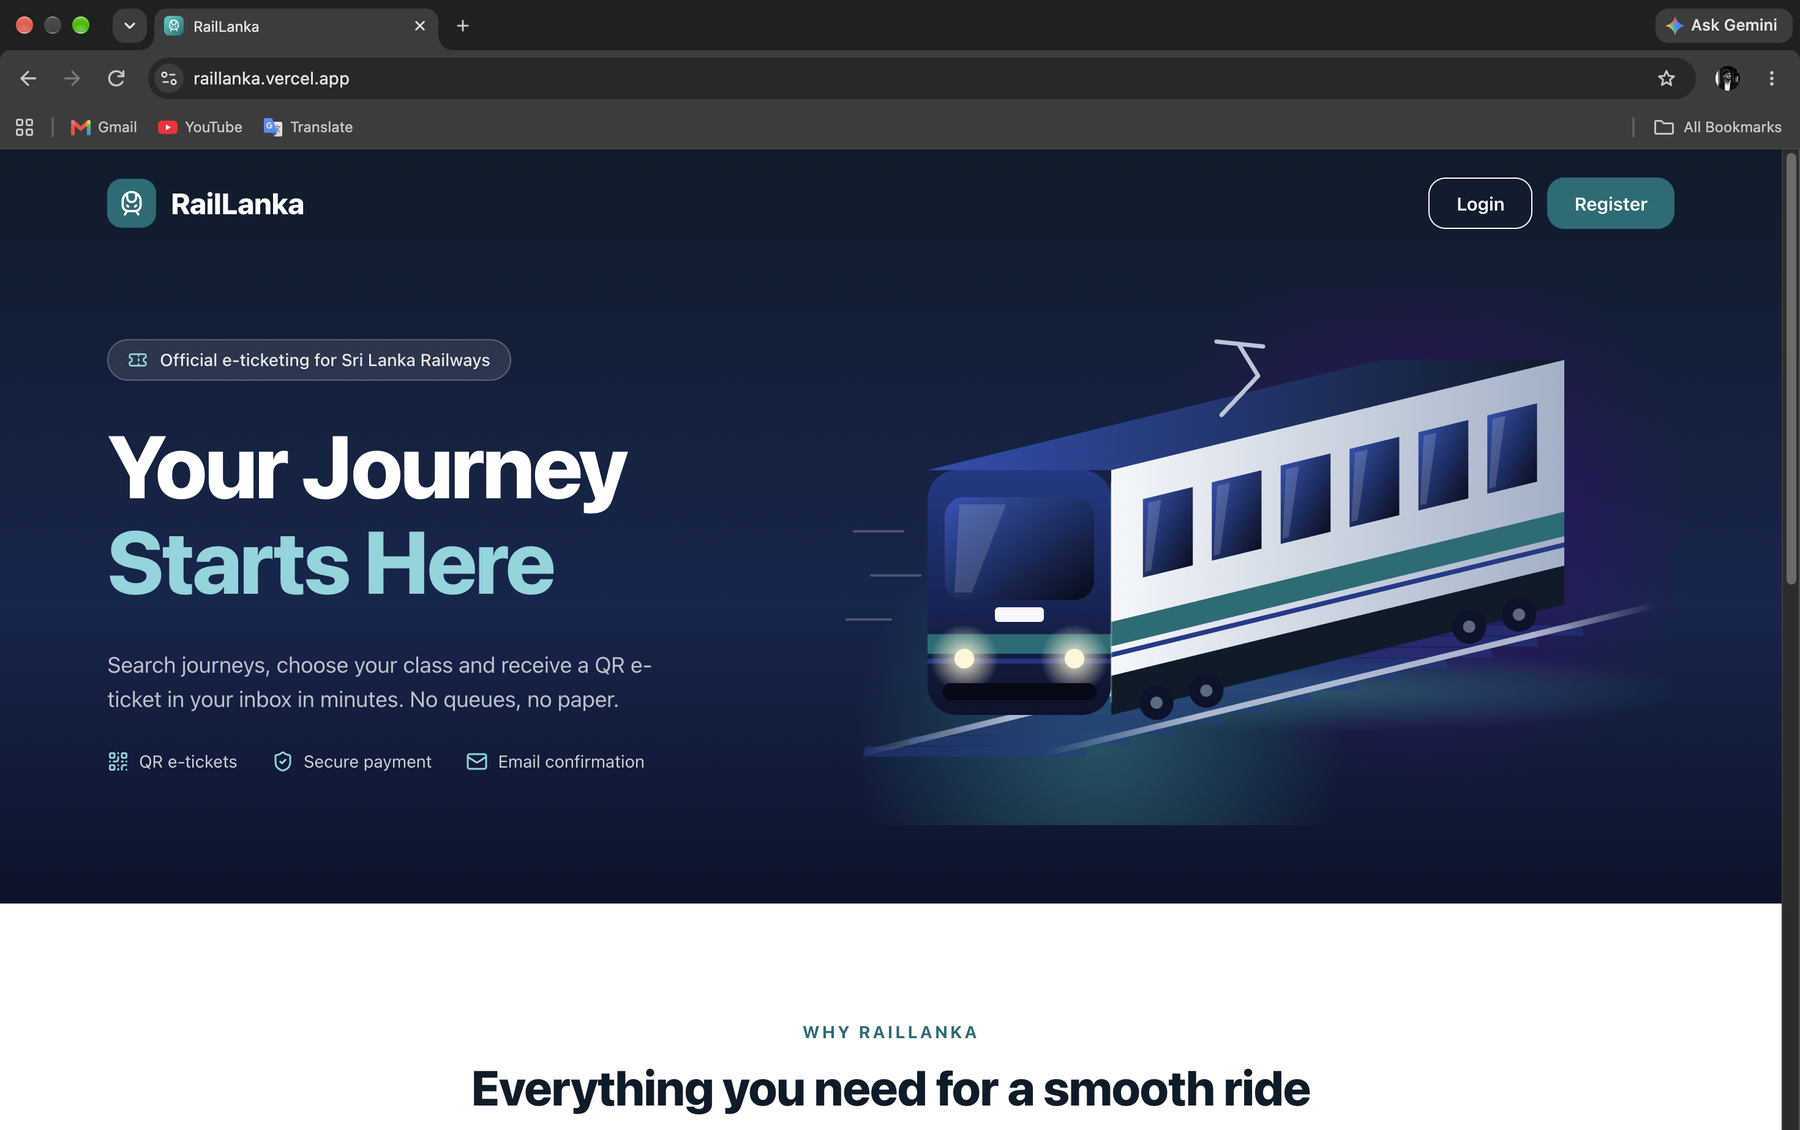 RailLanka
Ask Gemini
raillanka.vercel.app
Gmail
YouTube
Translate
All Bookmarks
RailLanka
Login
Register
Official e-ticketing for Sri Lanka Railways
Your Journey
Starts Here
Search journeys, choose your class and receive a QR e-
ticket in your inbox in minutes. No queues, no paper.
QR e-tickets
Secure payment
Email confirmation
WHY RAILLANKA
Everything you need for a smooth ride